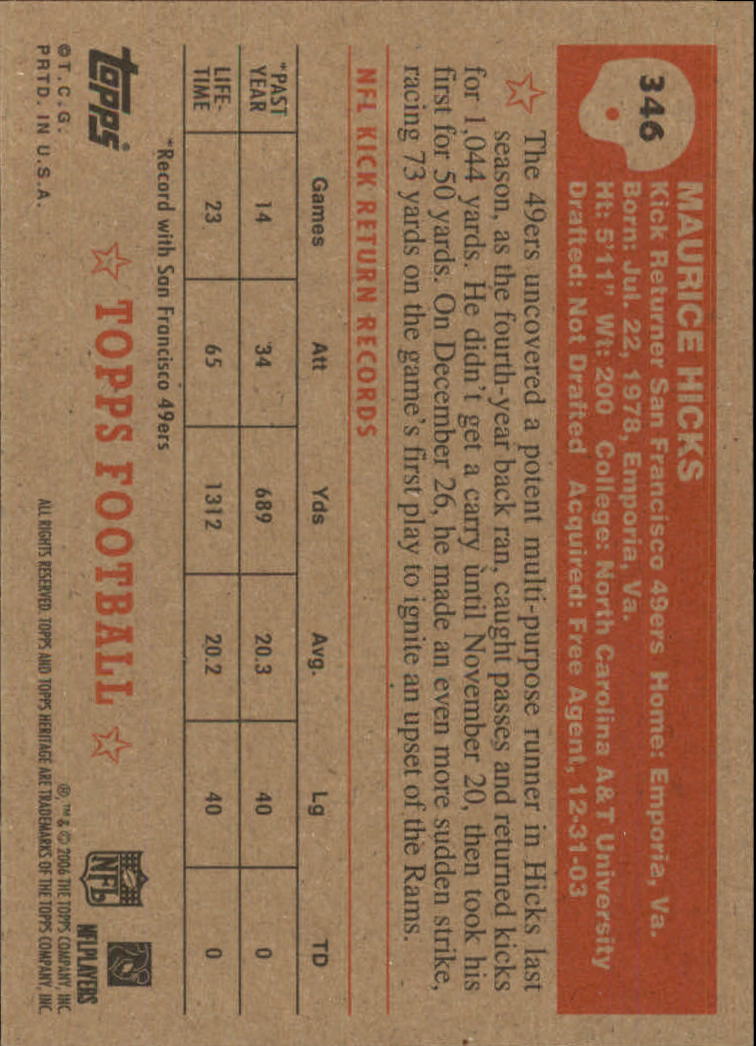 346
MAURICE HICKS
Kick Returner San Francisco 49ers Home: Emporia, Va.
Born: Jul. 22, 1978, Emporia, Va.
Ht: 5'11" Wt: 200 College: North Carolina A&T University
Drafted: Not Drafted Acquired: Free Agent, 12-31-03
The 49ers uncovered a potent multi-purpose runner in Hicks last
season, as the fourth-year back ran, caught passes and returned kicks
for 1,044 yards. He didn't get a carry until November 20, then took his
first for 50 yards. On December 26, he made an even more sudden strike,
racing 73 yards on the game's first play to ignite an upset of the Rams.
NFL KICK RETURN RECORDS
Games Att Yds Avg. Lg TD
*PAST
YEAR 14 34 689 20.3 40 0
LIFE-
TIME 23 65 1312 20.2 40 0
*Record with San Francisco 49ers
topps®
TOPPS FOOTBALL
NFL
NFLPLAYERS
©T.C.G.
PRTD. IN U.S.A.
®, ™ & © 2006 THE TOPPS COMPANY, INC.
ALL RIGHTS RESERVED. TOPPS AND TOPPS HERITAGE ARE TRADEMARKS OF THE TOPPS COMPANY, INC.